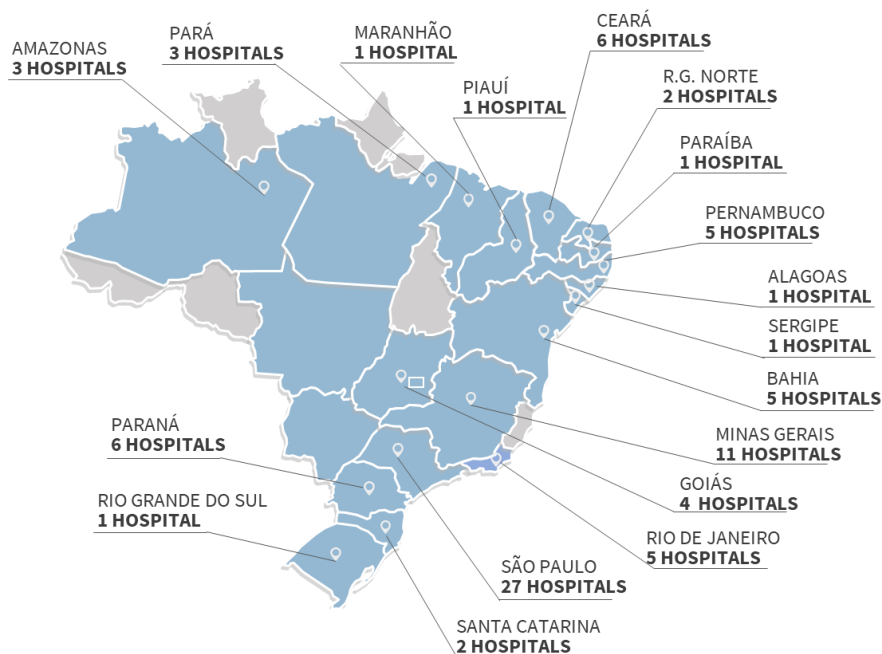 AMAZONAS
3 HOSPITALS
PARÁ
3 HOSPITALS
MARANHÃO
1 HOSPITAL
PIAUÍ
1 HOSPITAL
CEARÁ
6 HOSPITALS
R.G. NORTE
2 HOSPITALS
PARAÍBA
1 HOSPITAL
PERNAMBUCO
5 HOSPITALS
ALAGOAS
1 HOSPITAL
SERGIPE
1 HOSPITAL
BAHIA
5 HOSPITALS
MINAS GERAIS
11 HOSPITALS
GOIÁS
4 HOSPITALS
RIO DE JANEIRO
5 HOSPITALS
SÃO PAULO
27 HOSPITALS
SANTA CATARINA
2 HOSPITALS
PARANÁ
6 HOSPITALS
RIO GRANDE DO SUL
1 HOSPITAL